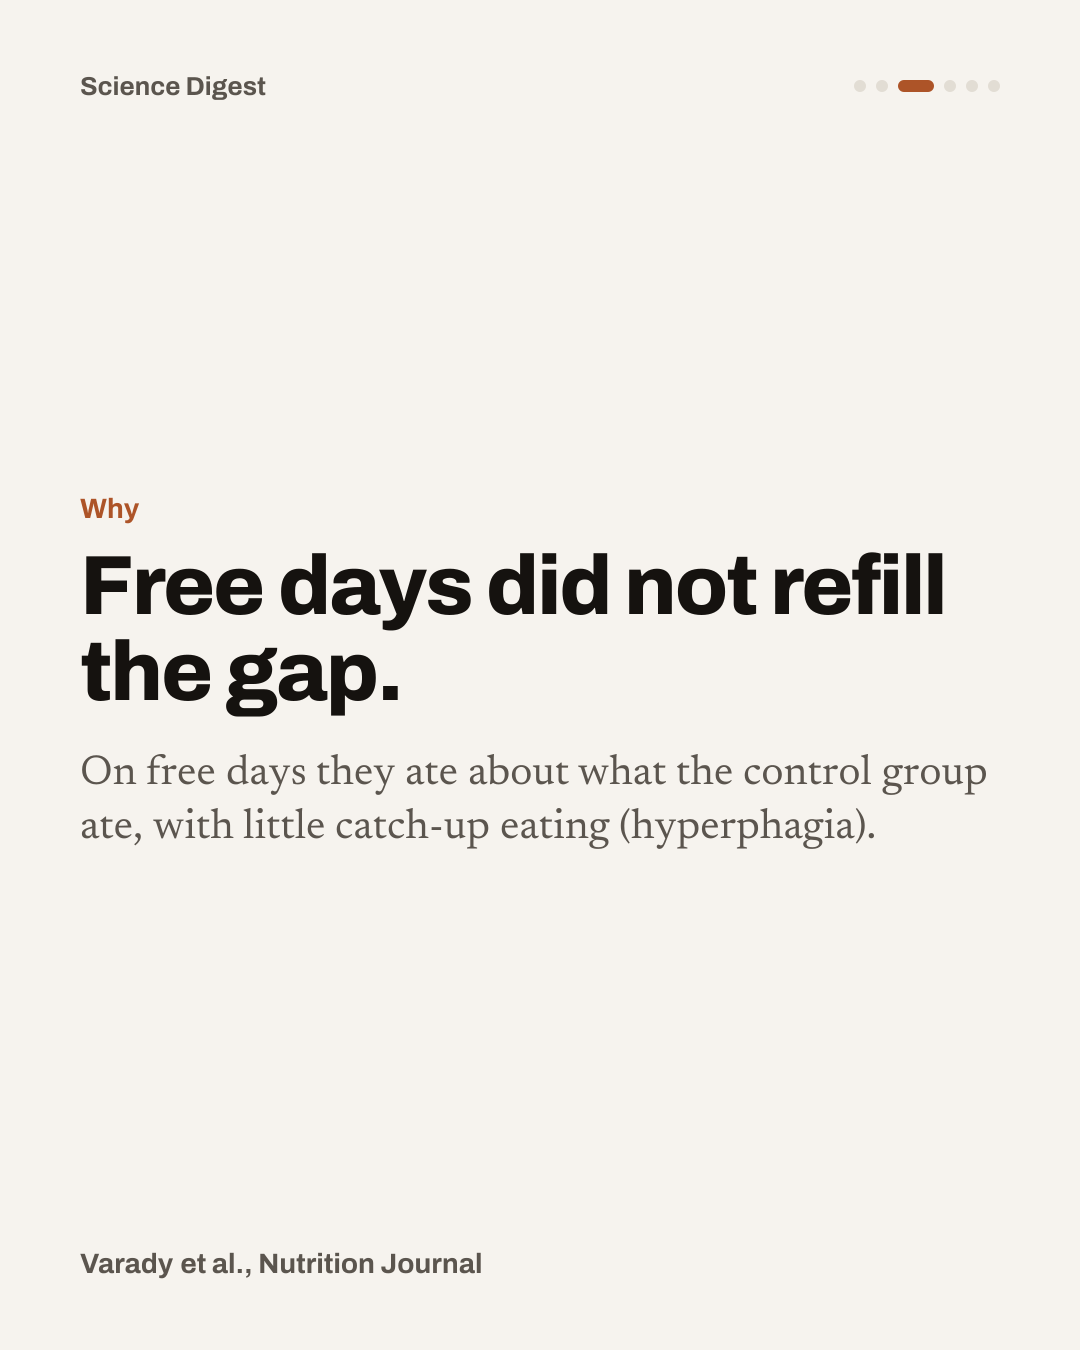 Science Digest
Why
Free days did not refill
the gap.
On free days they ate about what the control group
ate, with little catch-up eating (hyperphagia).
Varady et al., Nutrition Journal